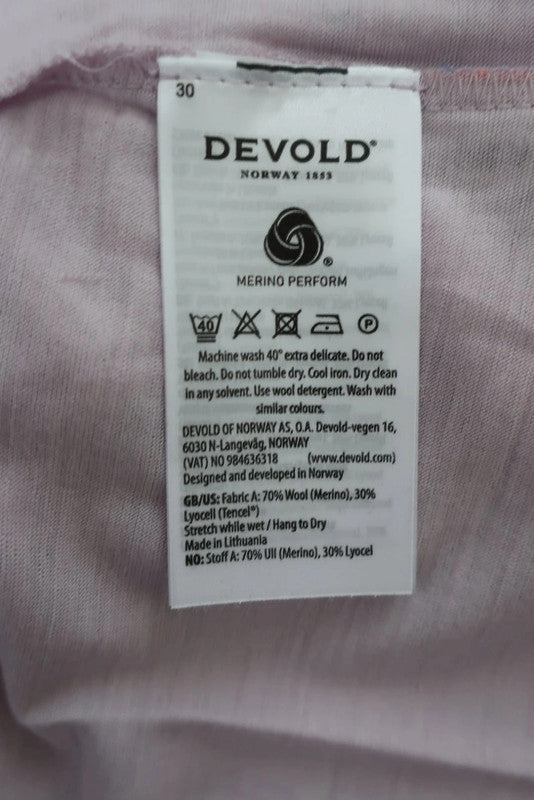 30
DEVOLD®
NORWAY 1853
®
MERINO PERFORM
40 P
Machine wash 40° extra delicate. Do not
bleach. Do not tumble dry. Cool iron. Dry clean
in any solvent. Use wool detergent. Wash with
similar colours.
DEVOLD OF NORWAY AS, O.A. Devold-vegen 16,
6030 N-Langevåg, NORWAY
(VAT) NO 984636318 (www.devold.com)
Designed and developed in Norway
GB/US: Fabric A: 70% Wool (Merino), 30%
Lyocell (Tencel®)
Stretch while wet / Hang to Dry
Made in Lithuania
NO: Stoff A: 70% Ull (Merino), 30% Lyocel